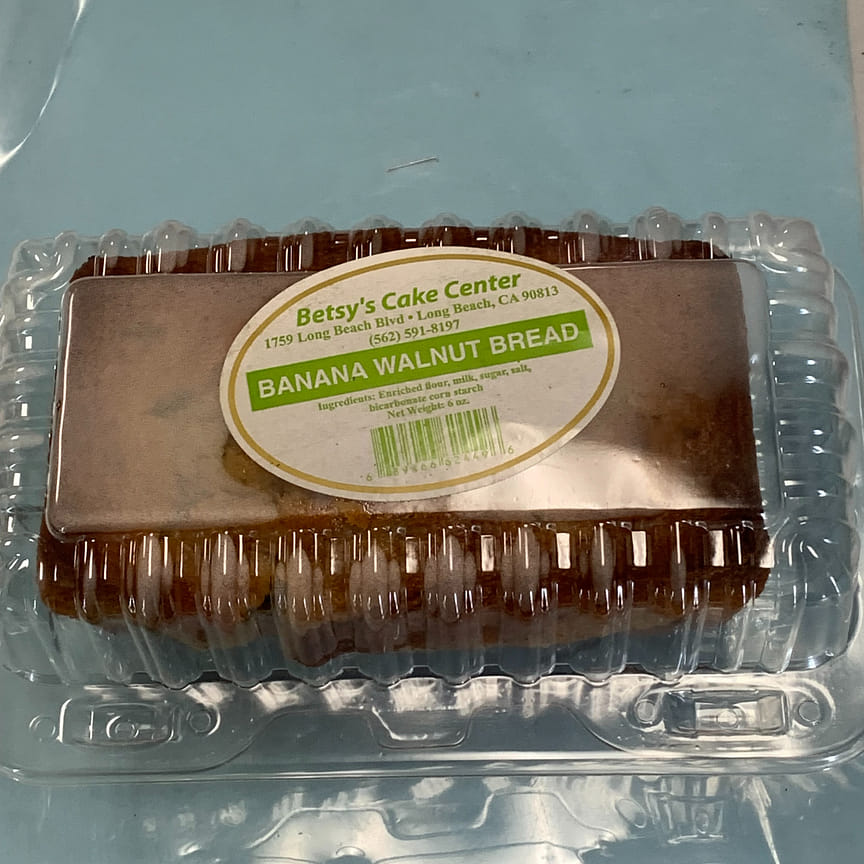 Betsy's Cake Center
1759 Long Beach Blvd • Long Beach, CA 90813
(562) 591-8197
BANANA WALNUT BREAD
Ingredients: Enriched flour, milk, sugar, salt,
bicarbonate corn starch
Net Weight: 6 oz.